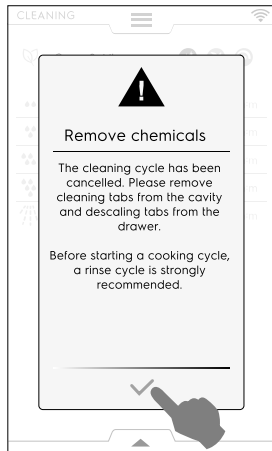 CLEANING
Remove chemicals
The cleaning cycle has been
cancelled. Please remove
cleaning tabs from the cavity
and descaling tabs from the
drawer.
Before starting a cooking cycle,
a rinse cycle is strongly
recommended.